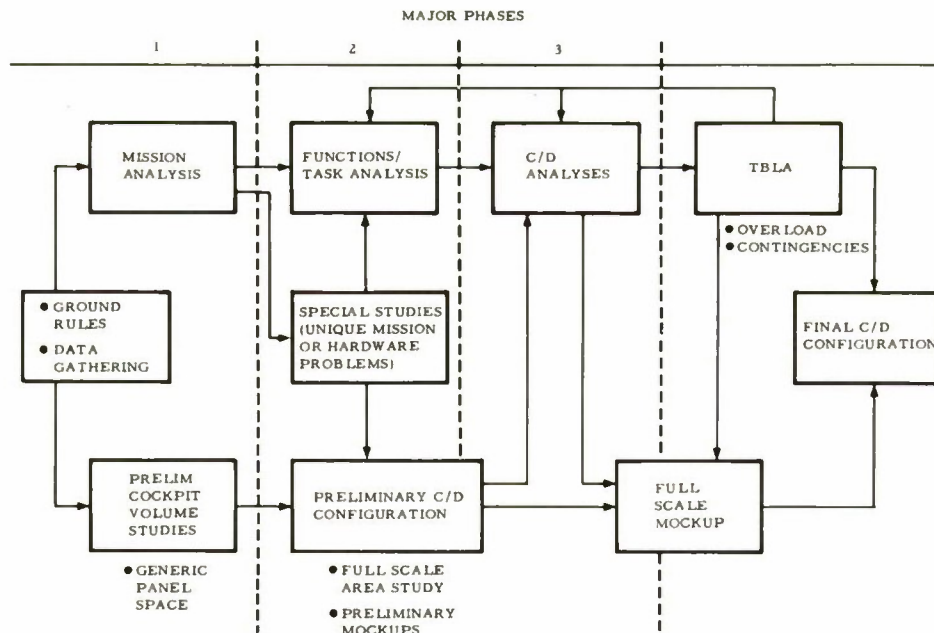 MAJOR PHASES
1
2
3
MISSION
ANALYSIS
FUNCTIONS/
TASK ANALYSIS
C/D
ANALYSES
TBLA
● OVERLOAD
● CONTINGENCIES
● GROUND
RULES
● DATA
GATHERING
SPECIAL STUDIES
(UNIQUE MISSION
OR HARDWARE
PROBLEMS)
FINAL C/D
CONFIGURATION
PRELIM
COCKPIT
VOLUME
STUDIES
PRELIMINARY C/D
CONFIGURATION
FULL
SCALE
MOCKUP
● GENERIC
PANEL
SPACE
● FULL SCALE
AREA STUDY
● PRELIMINARY
MOCKUPS